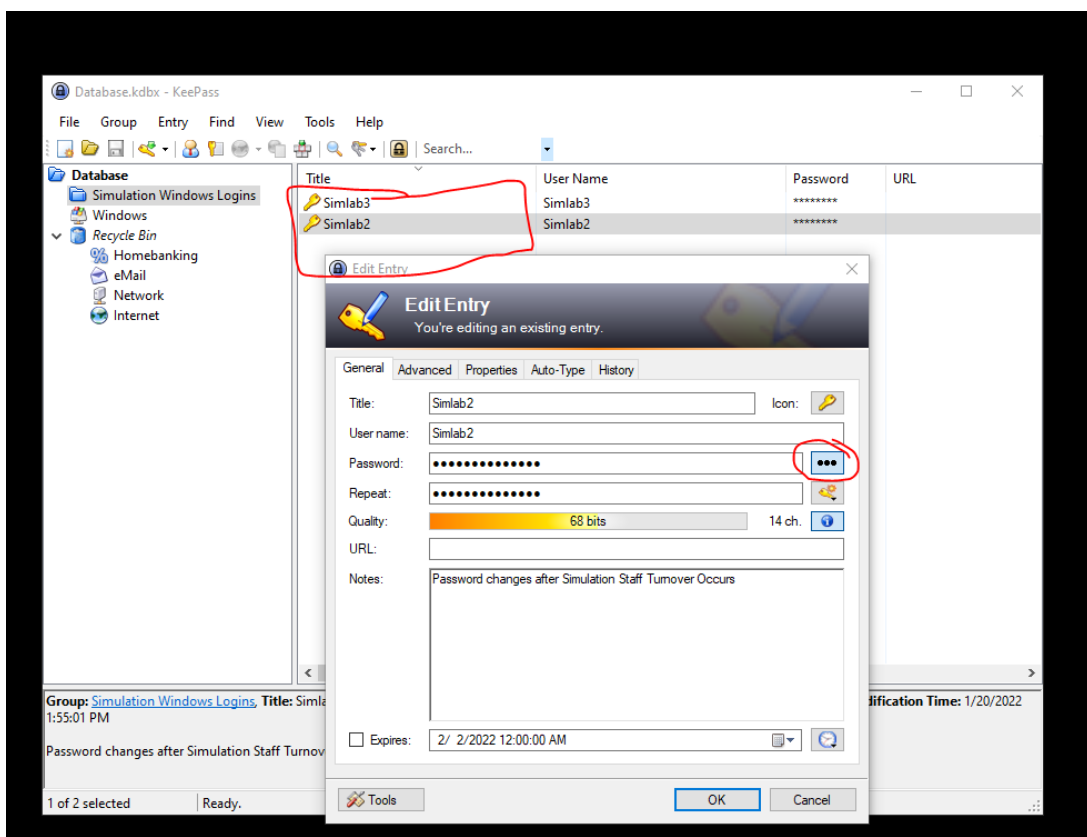 Database.kdbx - KeePass
File Group Entry Find View Tools Help
Search...
Database
Simulation Windows Logins
Windows
Recycle Bin
Homebanking
eMail
Network
Internet
Title User Name Password URL
Simlab3 Simlab3 ********
Simlab2 Simlab2 ********
Edit Entry
Edit Entry
You're editing an existing entry.
General Advanced Properties Auto-Type History
Title: Simlab2 Icon:
User name: Simlab2
Password: ●●●●●●●●●●●●●● ●●●
Repeat: ●●●●●●●●●●●●●●
Quality: 68 bits 14 ch.
URL:
Notes: Password changes after Simulation Staff Turnover Occurs
Expires: 2/ 2/2022 12:00:00 AM
Tools OK Cancel
Group: Simulation Windows Logins, Title: Simla dification Time: 1/20/2022
1:55:01 PM
Password changes after Simulation Staff Turnov
1 of 2 selected Ready.